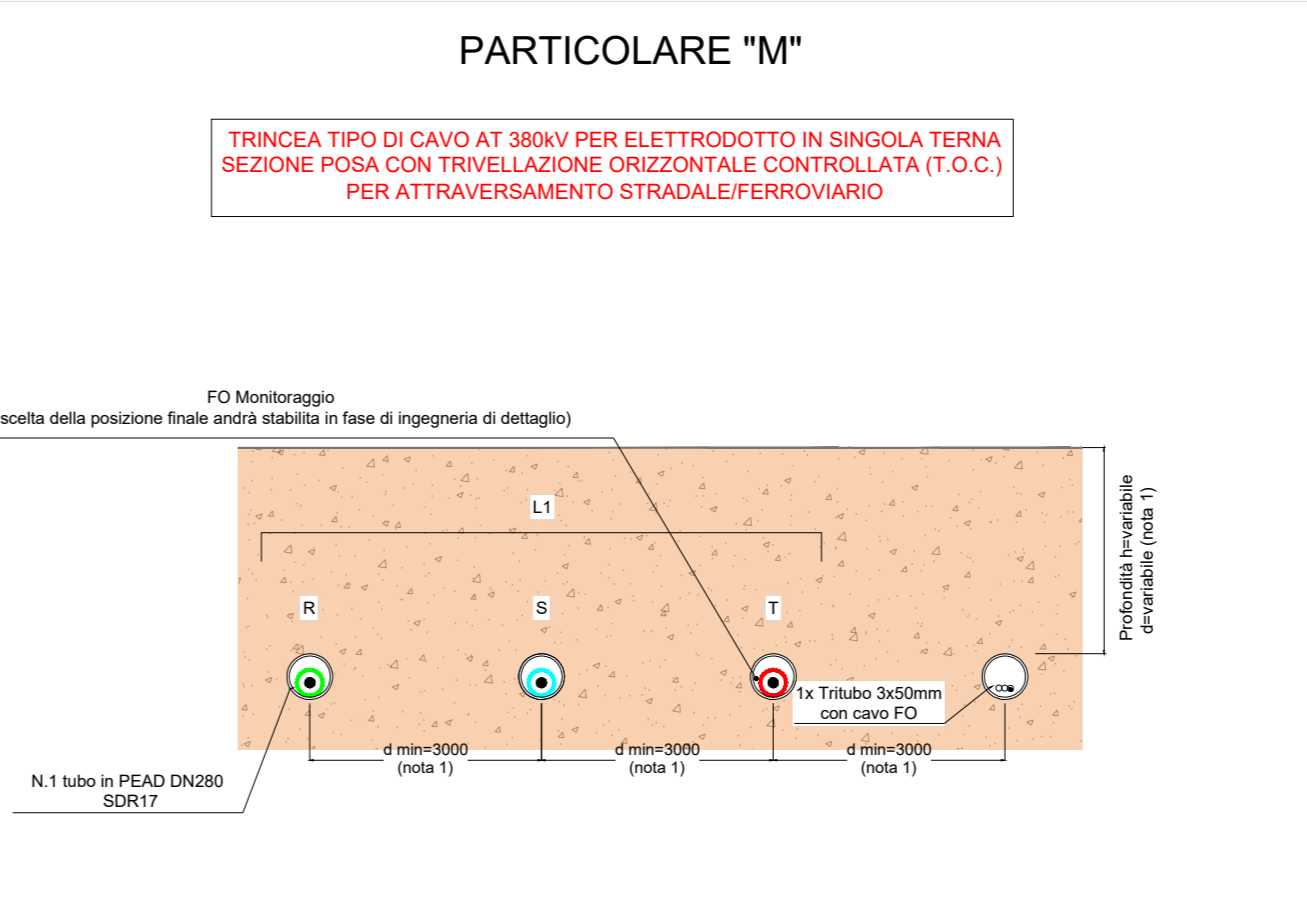 PARTICOLARE "M"
TRINCEA TIPO DI CAVO AT 380kV PER ELETTRODOTTO IN SINGOLA TERNA
SEZIONE POSA CON TRIVELLAZIONE ORIZZONTALE CONTROLLATA (T.O.C.)
PER ATTRAVERSAMENTO STRADALE/FERROVIARIO
FO Monitoraggio
scelta della posizione finale andrà stabilita in fase di ingegneria di dettaglio)
L1
Profondità h=variabile
d=variabile (nota 1)
R
S
T
1x Tritubo 3x50mm
con cavo FO
d min=3000
(nota 1)
d min=3000
(nota 1)
d min=3000
(nota 1)
N.1 tubo in PEAD DN280
SDR17